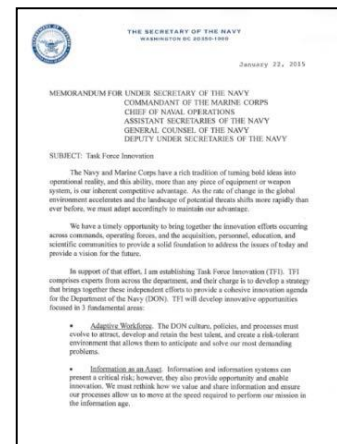 THE SECRETARY OF THE NAVY
WASHINGTON DC 20350-1000
January 22, 2015
MEMORANDUM FOR UNDER SECRETARY OF THE NAVY
COMMANDANT OF THE MARINE CORPS
CHIEF OF NAVAL OPERATIONS
ASSISTANT SECRETARIES OF THE NAVY
GENERAL COUNSEL OF THE NAVY
DEPUTY UNDER SECRETARIES OF THE NAVY
SUBJECT: Task Force Innovation
The Navy and Marine Corps have a rich tradition of turning bold ideas into
operational reality, and this ability, more than any piece of equipment or weapon
system, is our inherent competitive advantage. As the rate of change in the global
environment accelerates and the landscape of potential threats shifts more rapidly than
ever before, we must adapt accordingly to maintain our advantage.
We have a timely opportunity to bring together the innovation efforts occurring
across commands, operating forces, and the acquisition, personnel, education, and
scientific communities to provide a solid foundation to address the issues of today and
provide a vision for the future.
In support of that effort, I am establishing Task Force Innovation (TFI). TFI
comprises experts from across the department, and their charge is to develop a strategy
that brings together these independent efforts to provide a cohesive innovation agenda
for the Department of the Navy (DON). TFI will develop innovative opportunities
focused in 3 fundamental areas:
• Adaptive Workforce. The DON culture, policies, and processes must
evolve to attract, develop and retain the best talent, and create a risk-tolerant
environment that allows them to anticipate and solve our most demanding
problems.
• Information as an Asset. Information and information systems can
present a critical risk; however, they also provide opportunity and enable
innovation. We must rethink how we value and share information and ensure
our processes allow us to move at the speed required to perform our mission in
the information age.